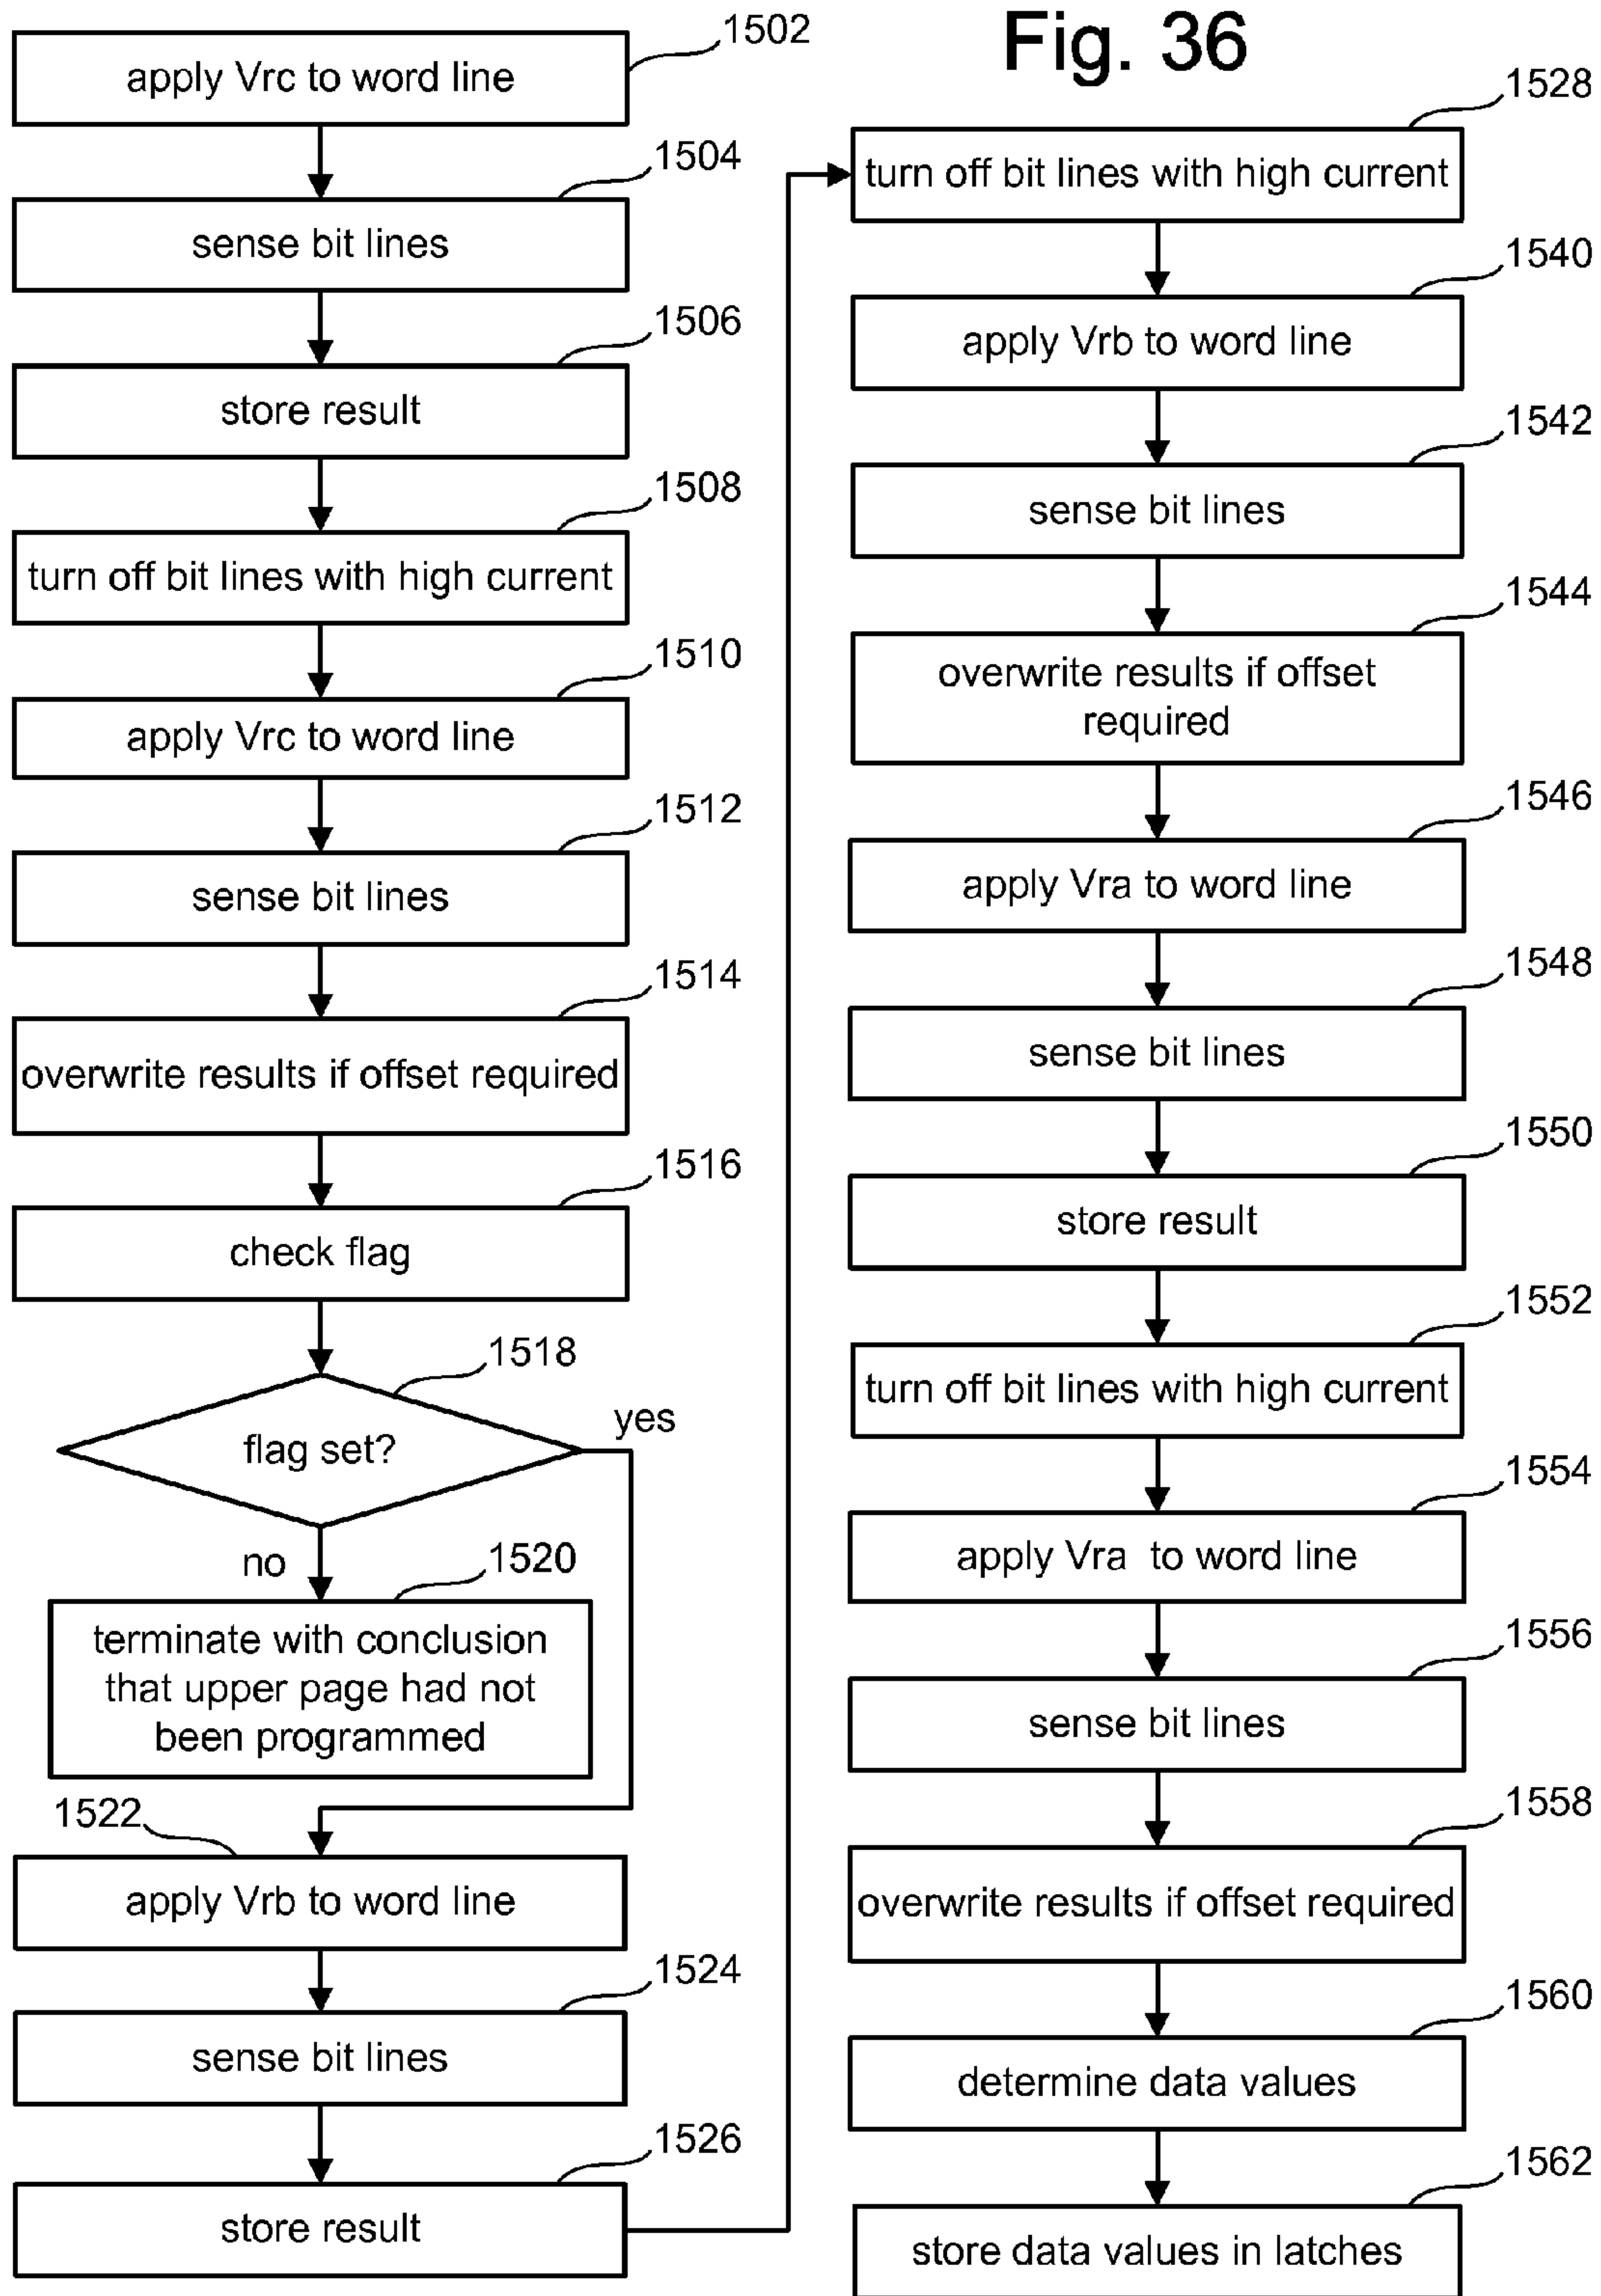 Fig. 36
1502
apply Vrc to word line
1504
sense bit lines
1506
store result
1508
turn off bit lines with high current
1510
apply Vrc to word line
1512
sense bit lines
1514
overwrite results if offset required
1516
check flag
1518
flag set?
yes
no
1520
terminate with conclusion
that upper page had not
been programmed
1522
apply Vrb to word line
1524
sense bit lines
1526
store result
1528
turn off bit lines with high current
1540
apply Vrb to word line
1542
sense bit lines
1544
overwrite results if offset
required
1546
apply Vra to word line
1548
sense bit lines
1550
store result
1552
turn off bit lines with high current
1554
apply Vra to word line
1556
sense bit lines
1558
overwrite results if offset required
1560
determine data values
1562
store data values in latches